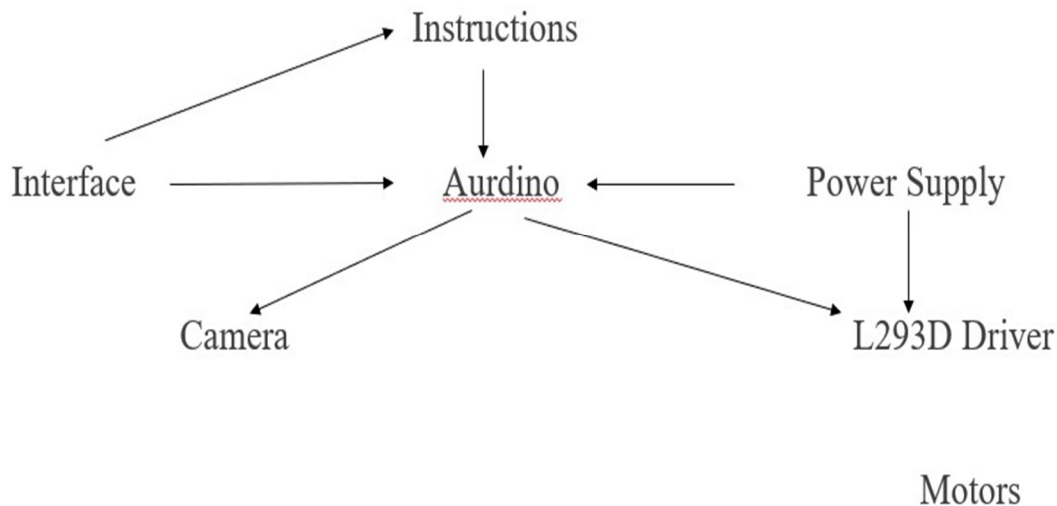 Instructions
Interface
Aurdino
Power Supply
Camera
L293D Driver
Motors